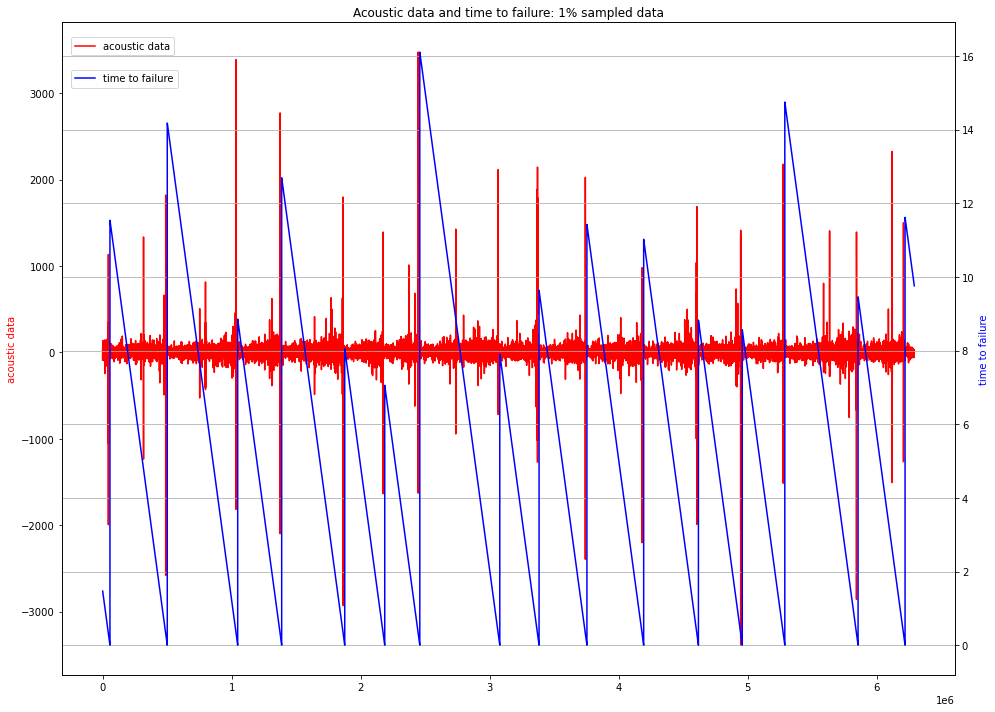 Acoustic data and time to failure: 1% sampled data
acoustic data
time to failure
3000
2000
1000
0
−1000
−2000
−3000
acoustic data
16
14
12
10
8
6
4
2
0
time to failure
0 1 2 3 4 5 6
1e6